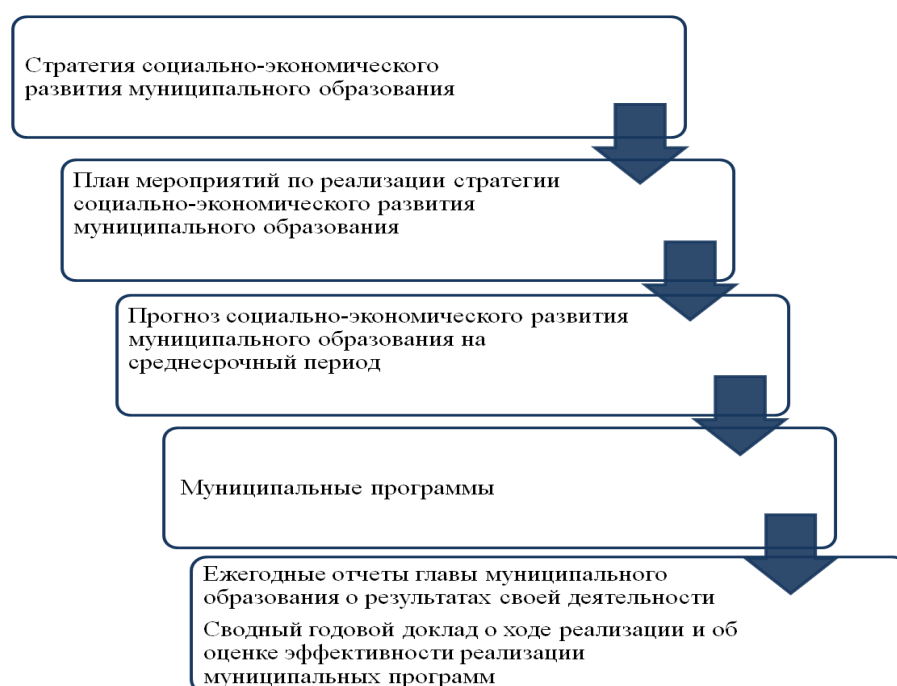 Стратегия социально-экономического
развития муниципального образования
План мероприятий по реализации стратегии
социально-экономического развития
муниципального образования
Прогноз социально-экономического развития
муниципального образования на
среднесрочный период
Муниципальные программы
Ежегодные отчеты главы муниципального
образования о результатах своей деятельности
Сводный годовой доклад о ходе реализации и об
оценке эффективности реализации
муниципальных программ